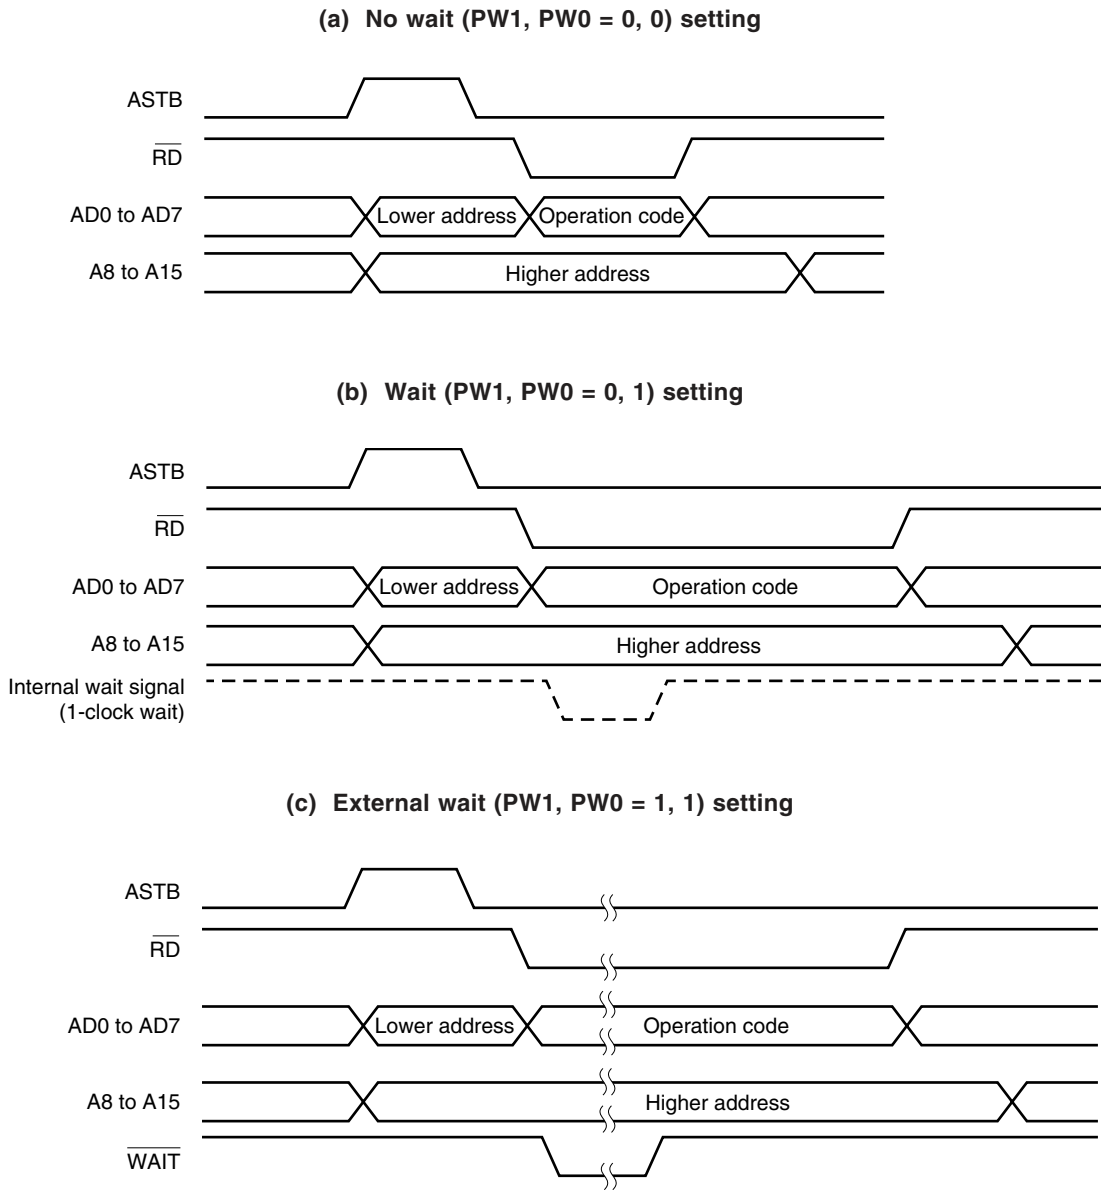 (a) No wait (PW1, PW0 = 0, 0) setting
ASTB
RD
AD0 to AD7
Lower address
Operation code
A8 to A15
Higher address
(b) Wait (PW1, PW0 = 0, 1) setting
ASTB
RD
AD0 to AD7
Lower address
Operation code
A8 to A15
Higher address
Internal wait signal
(1-clock wait)
(c) External wait (PW1, PW0 = 1, 1) setting
ASTB
RD
AD0 to AD7
Lower address
Operation code
A8 to A15
Higher address
WAIT